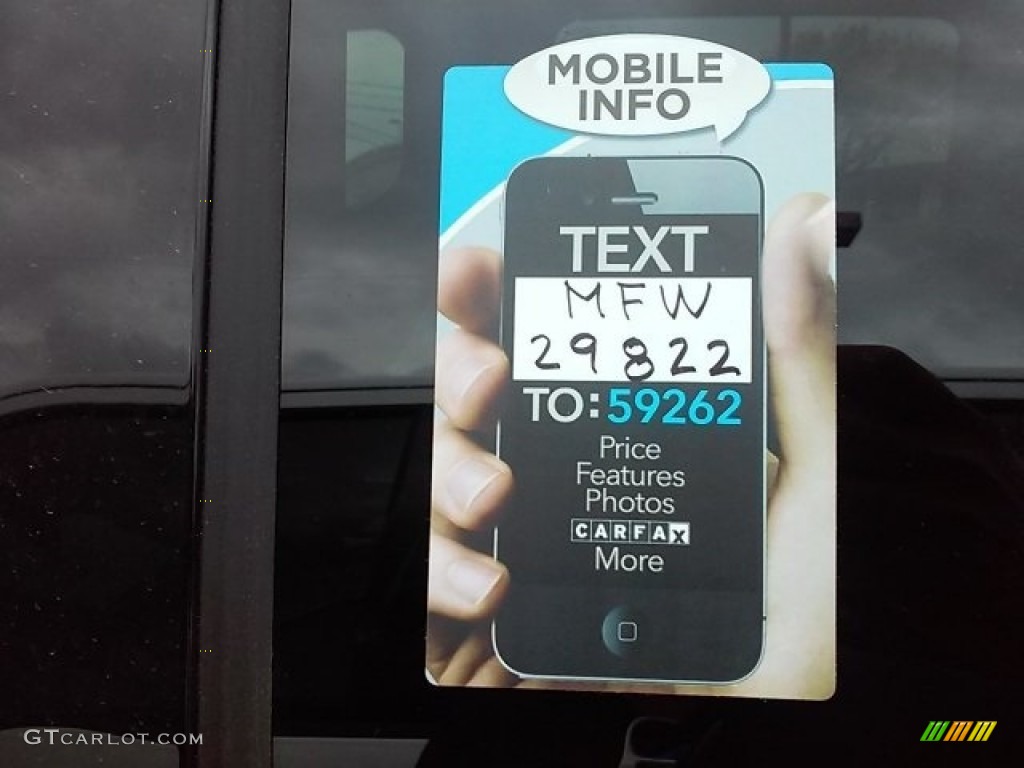 MOBILE
INFO
TEXT
MFW
29822
TO: 59262
Price
Features
Photos
CARFAX
More
GTCARLOT.COM